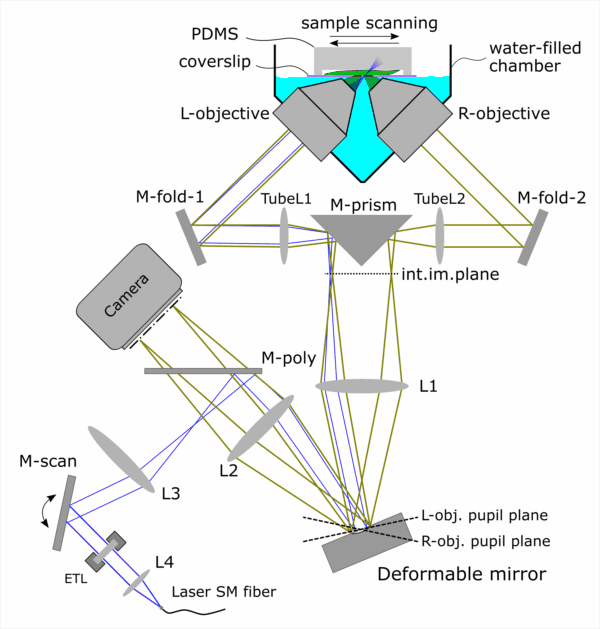 sample scanning
PDMS
coverslip
water-filled
chamber
L-objective
R-objective
M-fold-1
TubeL1
M-prism
TubeL2
M-fold-2
int.im.plane
Camera
M-poly
L1
L2
L3
M-scan
L-obj. pupil plane
R-obj. pupil plane
L4
ETL
Deformable mirror
Laser SM fiber